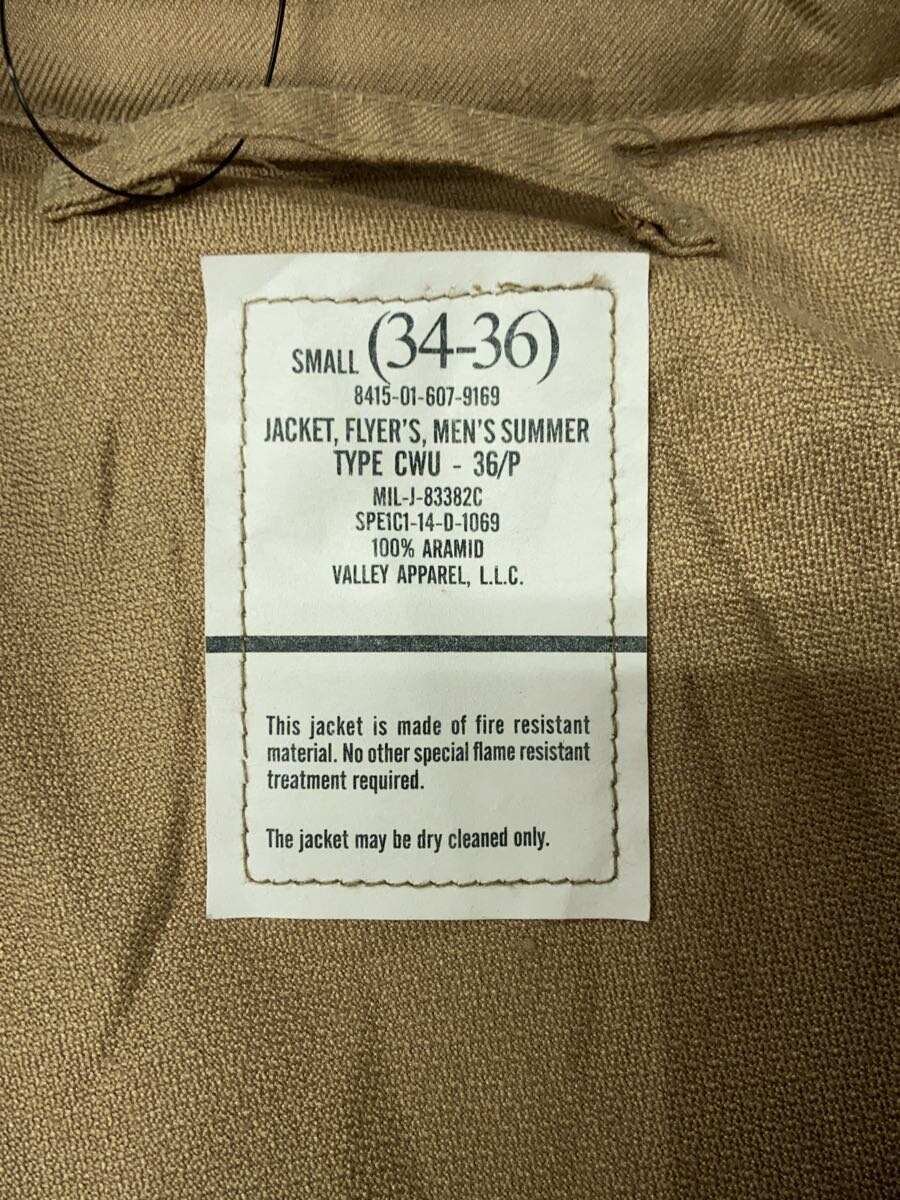 SMALL (34-36)
8415-01-607-9169
JACKET, FLYER'S, MEN'S SUMMER
TYPE CWU - 36/P
MIL-J-83382C
SPE1C1-14-D-1069
100% ARAMID
VALLEY APPAREL, L.L.C.
This jacket is made of fire resistant
material. No other special flame resistant
treatment required.
The jacket may be dry cleaned only.